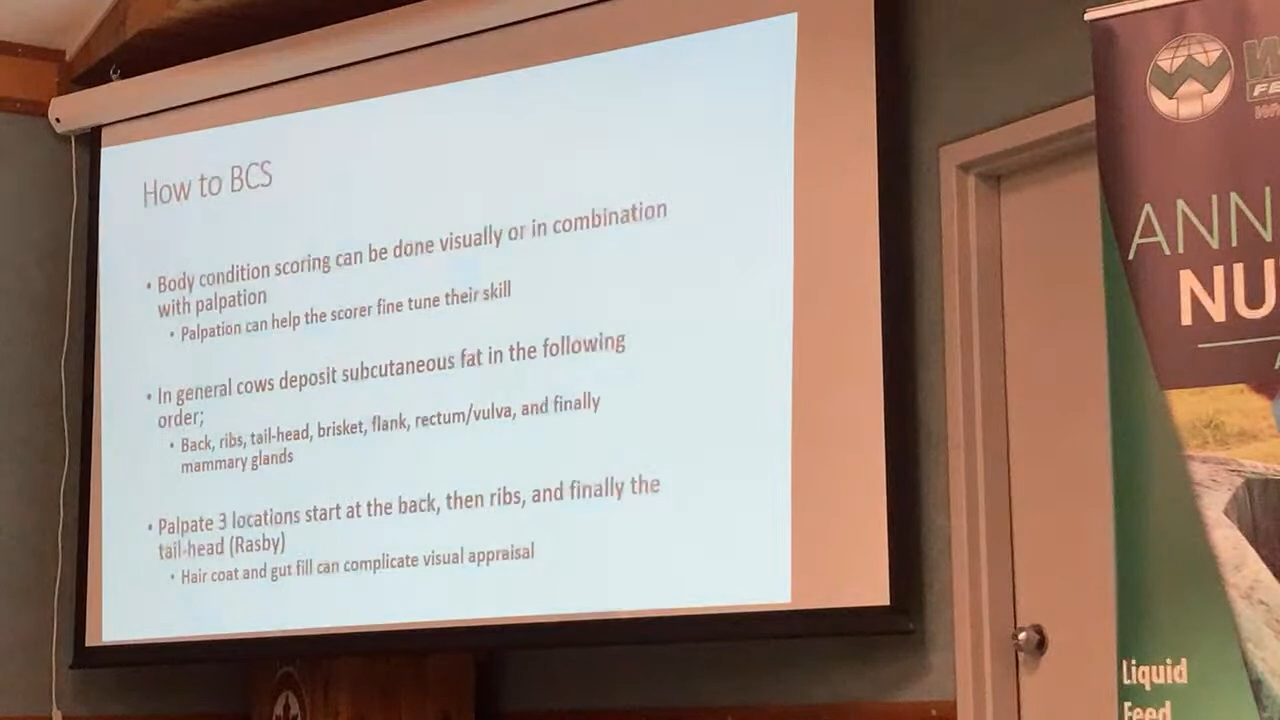 How to BCS
• Body condition scoring can be done visually or in combination
with palpation
• Palpation can help the scorer fine tune their skill
• In general cows deposit subcutaneous fat in the following
order;
• Back, ribs, tail-head, brisket, flank, rectum/vulva, and finally
mammary glands
• Palpate 3 locations start at the back, then ribs, and finally the
tail-head (Rasby)
• Hair coat and gut fill can complicate visual appraisal
W
FE
ANN
NU
Liquid
Feed